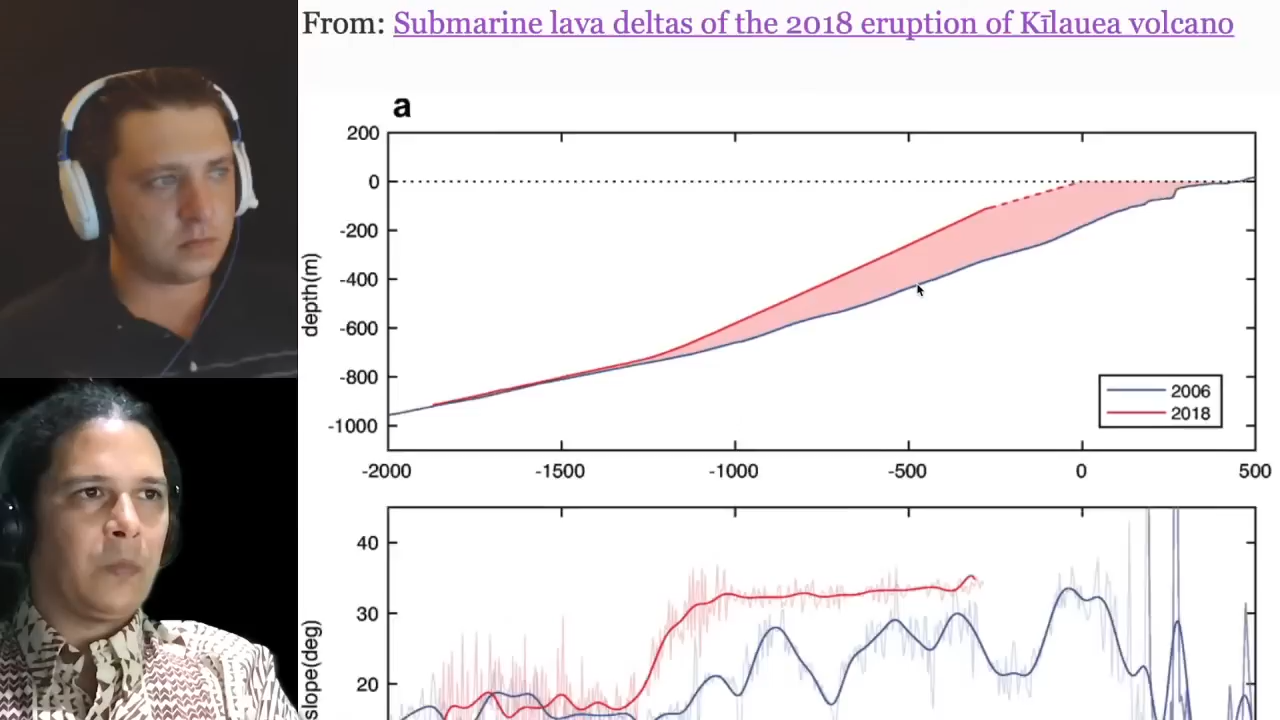 From: Submarine lava deltas of the 2018 eruption of Kīlauea volcano
a
200
0
-200
-400
-600
-800
-1000
depth(m)
2006
2018
-2000 -1500 -1000 -500 0 500
40
30
20
slope(deg)